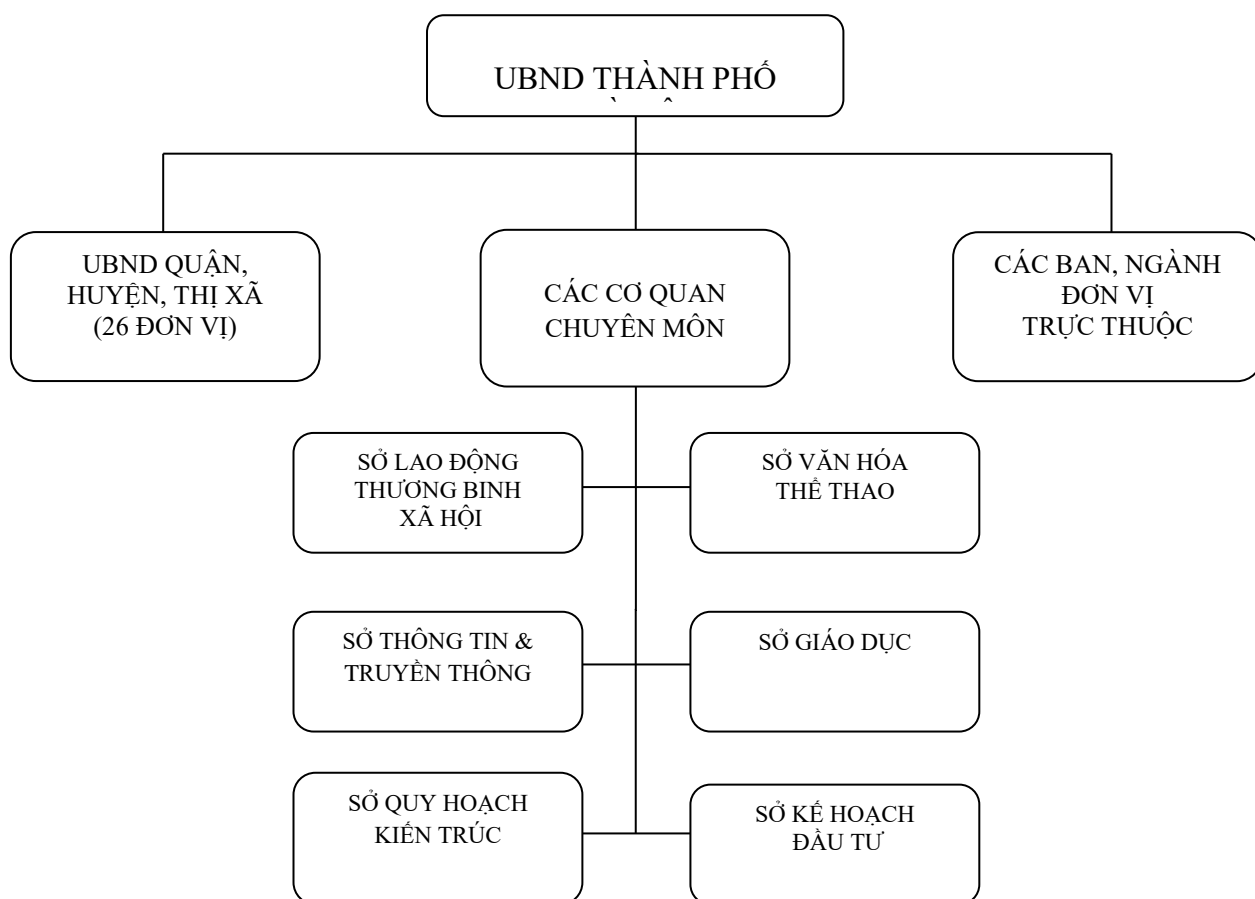 UBND THÀNH PHỐ
UBND QUẬN,
HUYỆN, THỊ XÃ
(26 ĐƠN VỊ)
CÁC CƠ QUAN
CHUYÊN MÔN
CÁC BAN, NGÀNH
ĐƠN VỊ
TRỰC THUỘC
SỞ LAO ĐỘNG
THƯƠNG BINH
XÃ HỘI
SỞ VĂN HÓA
THỂ THAO
SỞ THÔNG TIN &
TRUYỀN THÔNG
SỞ GIÁO DỤC
SỞ QUY HOẠCH
KIẾN TRÚC
SỞ KẾ HOẠCH
ĐẦU TƯ